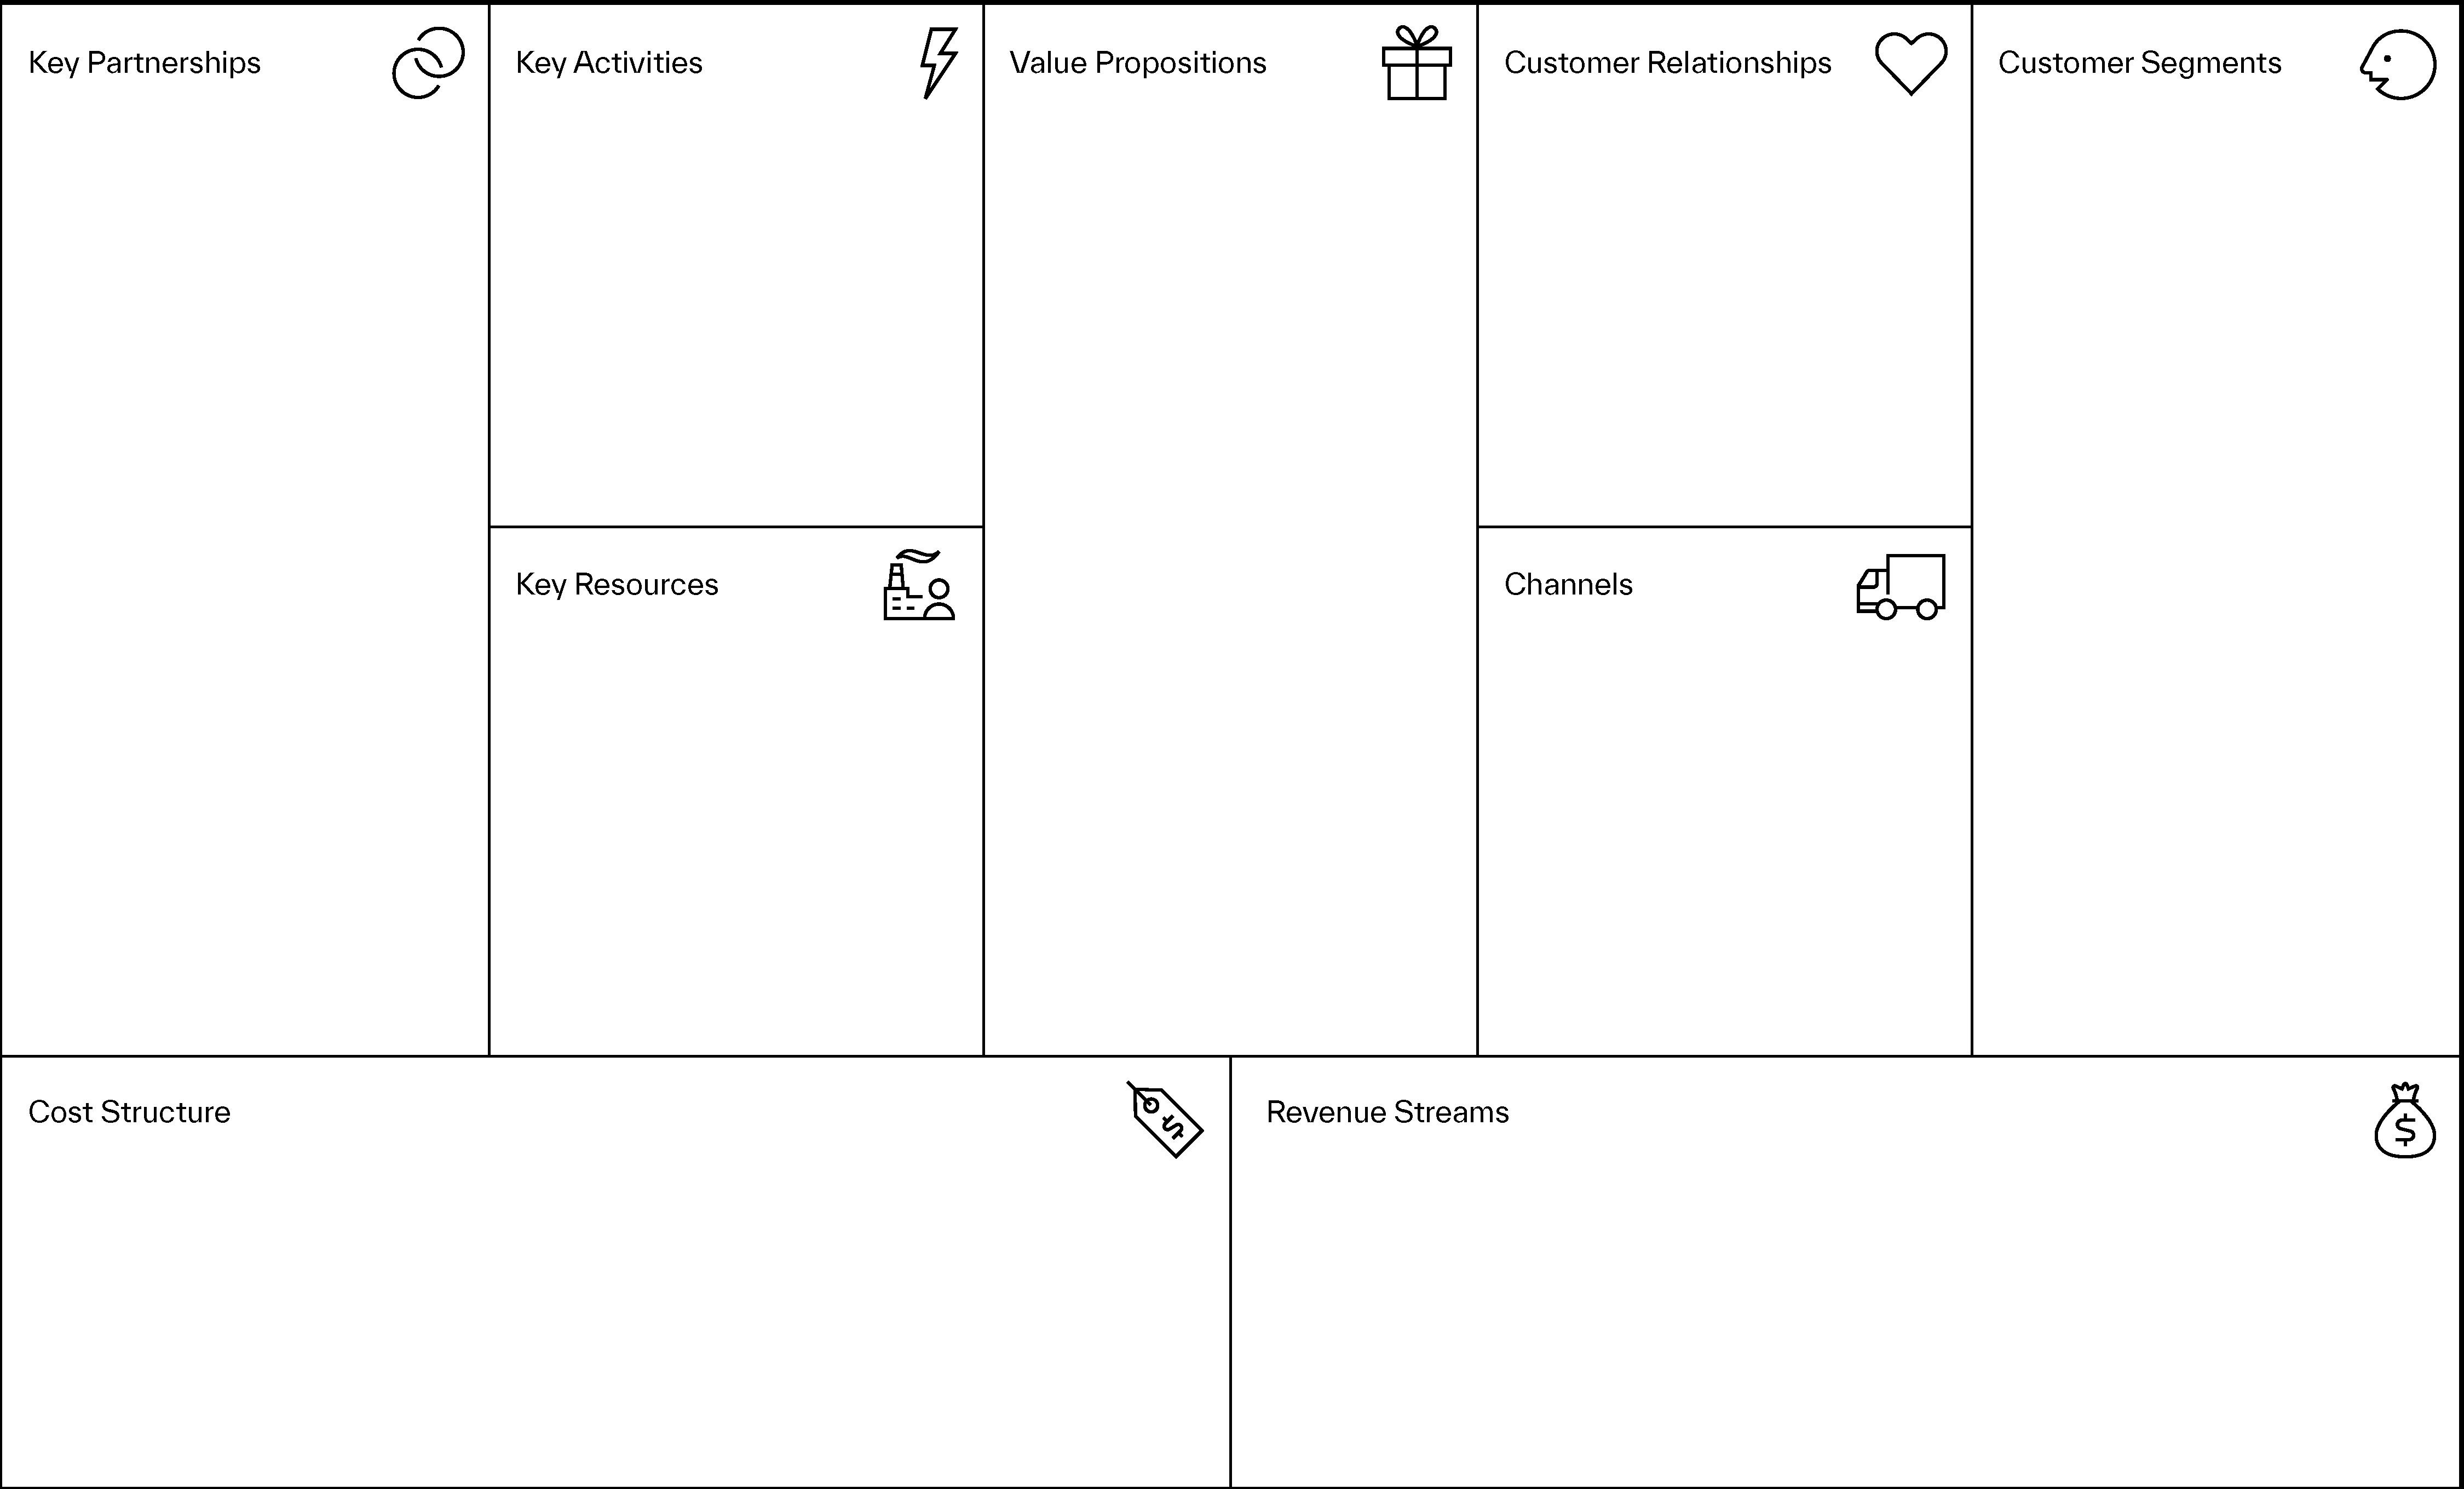 Key Partnerships
Key Activities
Value Propositions
Customer Relationships
Customer Segments
Key Resources
Channels
Cost Structure
$
Revenue Streams
$